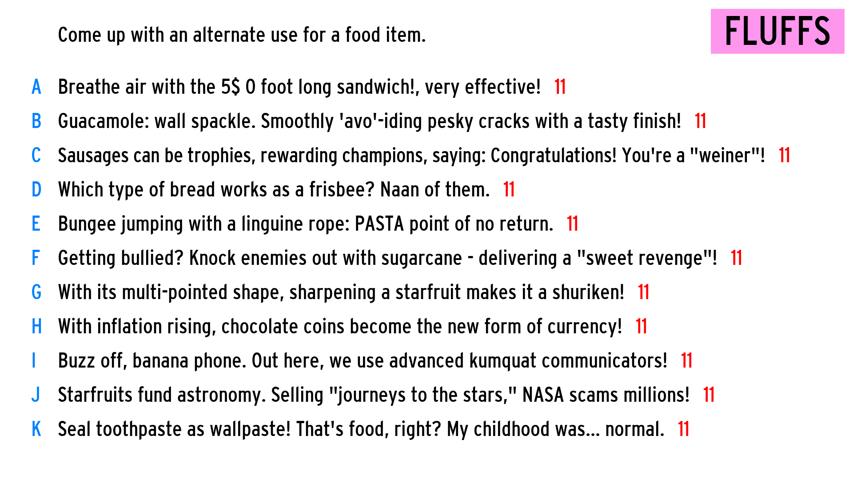 Come up with an alternate use for a food item.
FLUFFS
A Breathe air with the 5$ 0 foot long sandwich!, very effective! 11
B Guacamole: wall spackle. Smoothly 'avo'-iding pesky cracks with a tasty finish! 11
C Sausages can be trophies, rewarding champions, saying: Congratulations! You're a "weiner"! 11
D Which type of bread works as a frisbee? Naan of them. 11
E Bungee jumping with a linguine rope: PASTA point of no return. 11
F Getting bullied? Knock enemies out with sugarcane - delivering a "sweet revenge"! 11
G With its multi-pointed shape, sharpening a starfruit makes it a shuriken! 11
H With inflation rising, chocolate coins become the new form of currency! 11
I Buzz off, banana phone. Out here, we use advanced kumquat communicators! 11
J Starfruits fund astronomy. Selling "journeys to the stars," NASA scams millions! 11
K Seal toothpaste as wallpaste! That's food, right? My childhood was... normal. 11